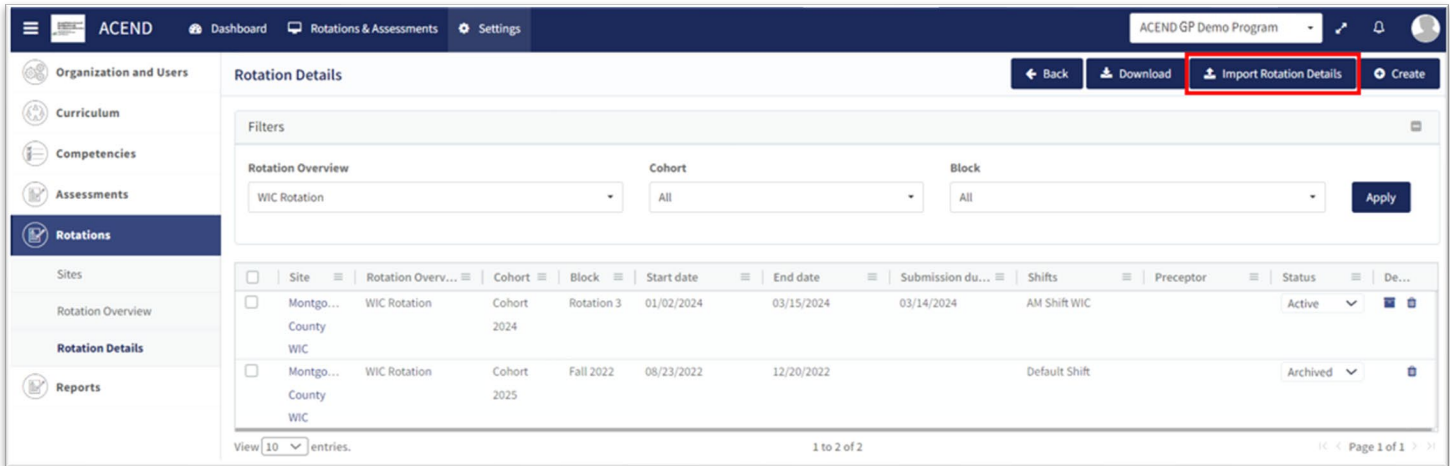 ACEND Dashboard Rotations & Assessments Settings ACEND GP Demo Program
Organization and Users
Curriculum
Competencies
Assessments
Rotations
Sites
Rotation Overview
Rotation Details
Reports
Rotation Details Back Download Import Rotation Details Create
Filters
Rotation Overview Cohort Block
WIC Rotation All All Apply
Site Rotation Overv... Cohort Block Start date End date Submission du... Shifts Preceptor Status De...
Montgo... WIC Rotation Cohort Rotation 3 01/02/2024 03/15/2024 03/14/2024 AM Shift WIC Active
County 2024
WIC
Montgo... WIC Rotation Cohort Fall 2022 08/23/2022 12/20/2022 Default Shift Archived
County 2025
WIC
View 10 entries. 1 to 2 of 2 Page 1 of 1